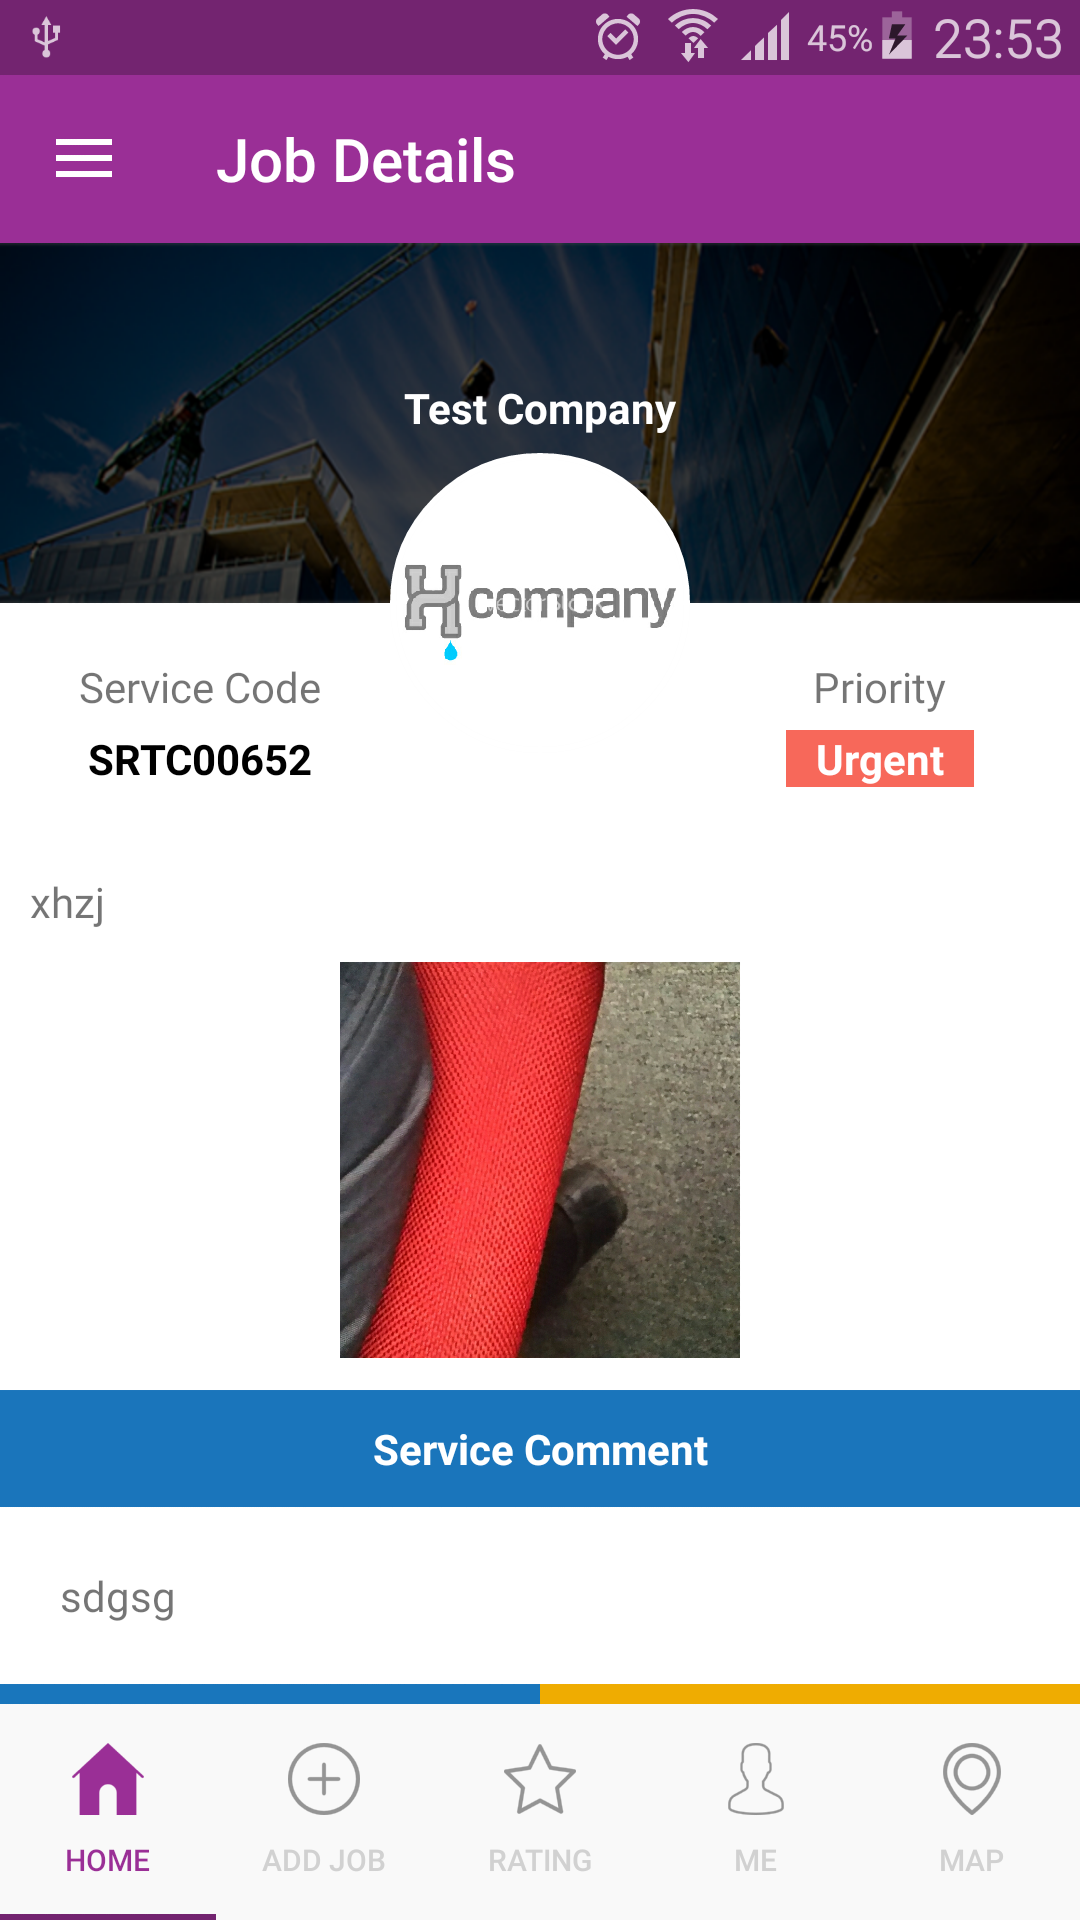 45% 23:53
Job Details
Test Company
company
Service Code
Priority
SRTC00652
Urgent
xhzj
Service Comment
sdgsg
HOME
ADD JOB
RATING
ME
MAP